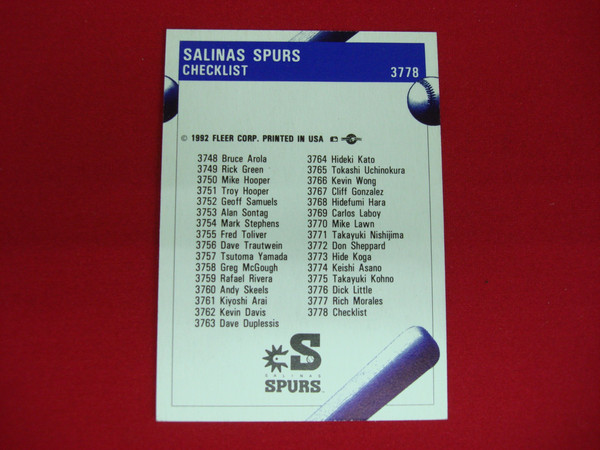 SALINAS SPURS
CHECKLIST 3778
© 1992 FLEER CORP. PRINTED IN USA
3748 Bruce Arola
3749 Rick Green
3750 Mike Hooper
3751 Troy Hooper
3752 Geoff Samuels
3753 Alan Sontag
3754 Mark Stephens
3755 Fred Toliver
3756 Dave Trautwein
3757 Tsutoma Yamada
3758 Greg McGough
3759 Rafael Rivera
3760 Andy Skeels
3761 Kiyoshi Arai
3762 Kevin Davis
3763 Dave Duplessis
3764 Hideki Kato
3765 Tokashi Uchinokura
3766 Kevin Wong
3767 Cliff Gonzalez
3768 Hidefumi Hara
3769 Carlos Laboy
3770 Mike Lawn
3771 Takayuki Nishijima
3772 Don Sheppard
3773 Hide Koga
3774 Keishi Asano
3775 Takayuki Kohno
3776 Dick Little
3777 Rich Morales
3778 Checklist
S
SALINAS
SPURS